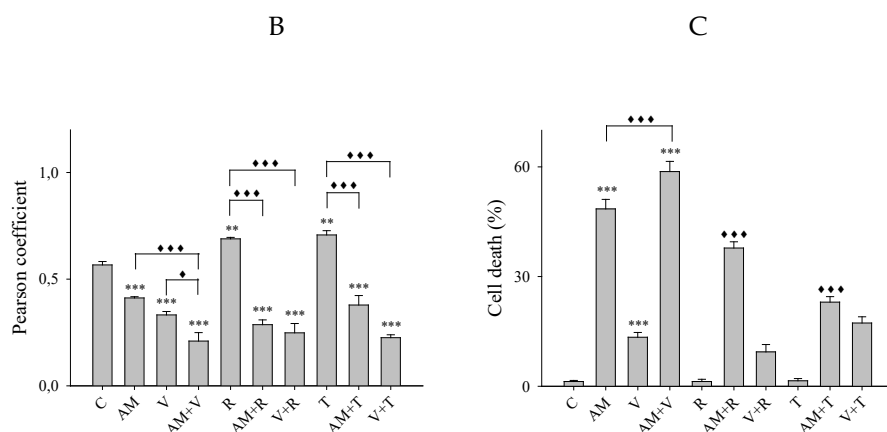 B
C
Pearson coefficient
1,0
0,5
0,0
♦♦♦
♦♦♦
♦♦♦
♦♦♦
♦♦♦
♦
***
***
***
**
***
***
**
***
***
C
AM
V
AM+V
R
AM+R
V+R
T
AM+T
V+T
Cell death (%)
60
30
0
♦♦♦
***
***
***
♦♦♦
♦♦♦
C
AM
V
AM+V
R
AM+R
V+R
T
AM+T
V+T